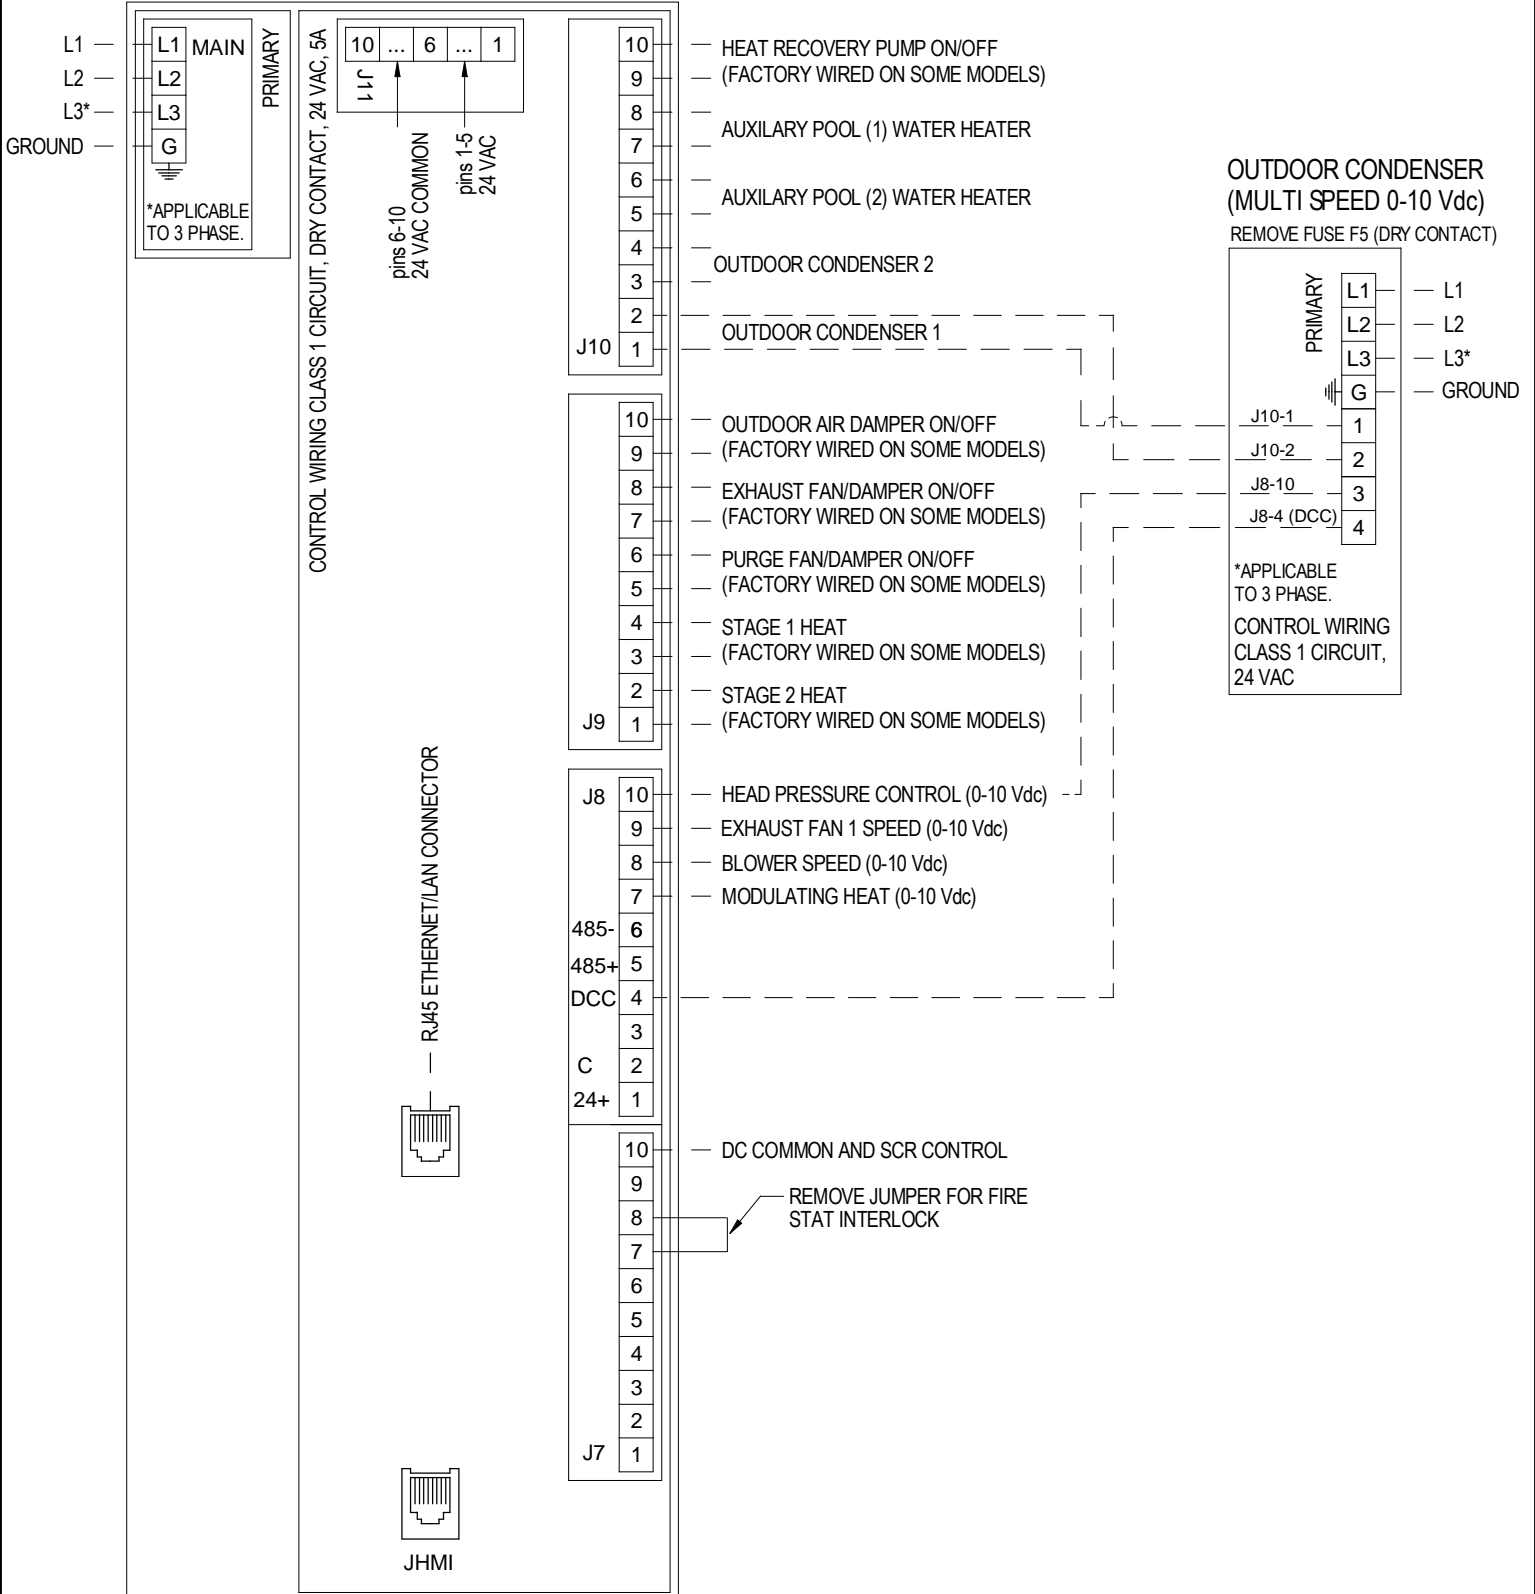 L1
L2
L3*
GROUND
L1 MAIN
L2
L3
G
PRIMARY
*APPLICABLE
TO 3 PHASE.
CONTROL WIRING CLASS 1 CIRCUIT, DRY CONTACT, 24 VAC, 5A
10 ... 6 ... 1
J11
pins 6-10
24 VAC COMMON
pins 1-5
24 VAC
10
9
8
7
6
5
4
3
2
J10 1
HEAT RECOVERY PUMP ON/OFF
(FACTORY WIRED ON SOME MODELS)
AUXILARY POOL (1) WATER HEATER
AUXILARY POOL (2) WATER HEATER
OUTDOOR CONDENSER 2
OUTDOOR CONDENSER 1
10
9
8
7
6
5
4
3
2
J9 1
OUTDOOR AIR DAMPER ON/OFF
(FACTORY WIRED ON SOME MODELS)
EXHAUST FAN/DAMPER ON/OFF
(FACTORY WIRED ON SOME MODELS)
PURGE FAN/DAMPER ON/OFF
(FACTORY WIRED ON SOME MODELS)
STAGE 1 HEAT
(FACTORY WIRED ON SOME MODELS)
STAGE 2 HEAT
(FACTORY WIRED ON SOME MODELS)
J8 10 HEAD PRESSURE CONTROL (0-10 Vdc)
9 EXHAUST FAN 1 SPEED (0-10 Vdc)
8 BLOWER SPEED (0-10 Vdc)
7 MODULATING HEAT (0-10 Vdc)
485- 6
485+ 5
DCC 4
3
C 2
24+ 1
10 DC COMMON AND SCR CONTROL
9
8
7
6
5
4
3
2
J7 1
REMOVE JUMPER FOR FIRE
STAT INTERLOCK
RJ45 ETHERNET/LAN CONNECTOR
JHMI
OUTDOOR CONDENSER
(MULTI SPEED 0-10 Vdc)
REMOVE FUSE F5 (DRY CONTACT)
PRIMARY
L1 L1
L2 L2
L3 L3*
G GROUND
J10-1 1
J10-2 2
J8-10 3
J8-4 (DCC) 4
*APPLICABLE
TO 3 PHASE.
CONTROL WIRING
CLASS 1 CIRCUIT,
24 VAC